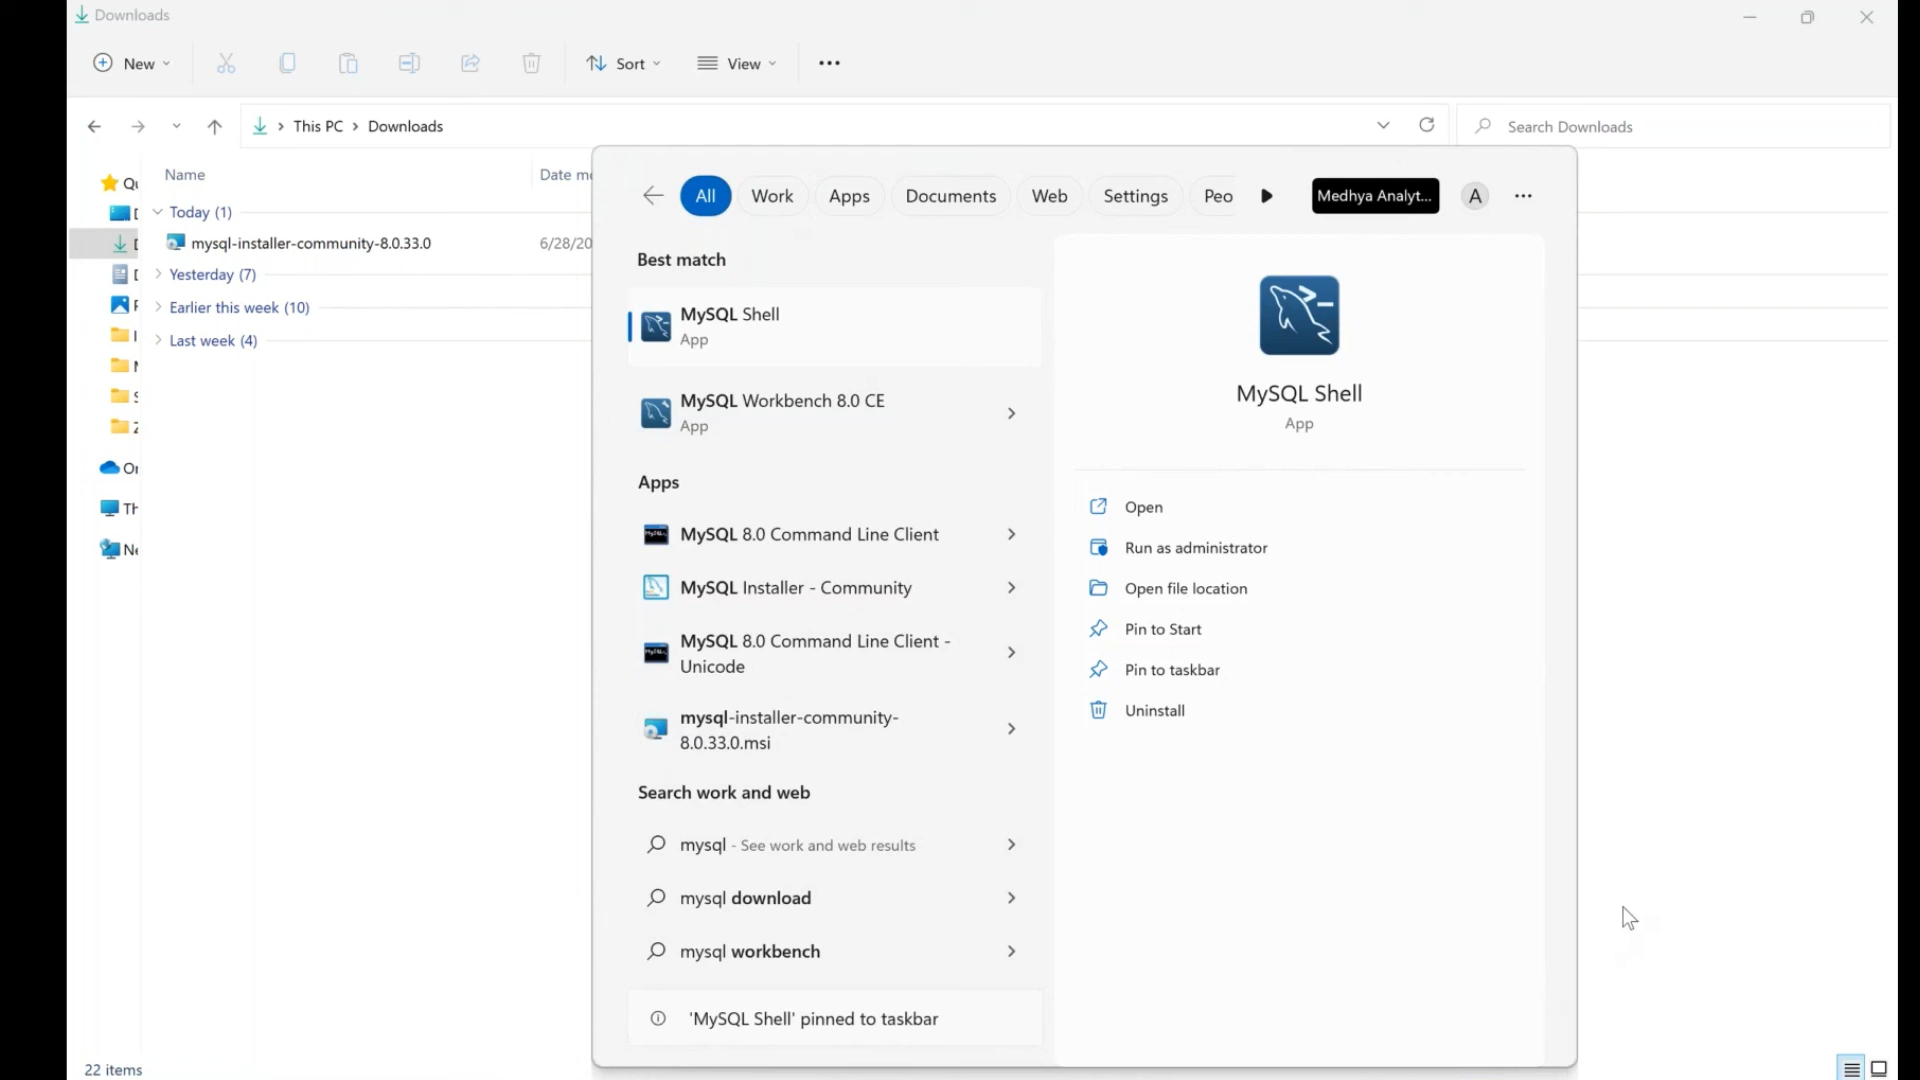 Downloads
New
Sort
View
This PC > Downloads
Search Downloads
Name
Date mo
Today (1)
mysql-installer-community-8.0.33.0
6/28/20
Yesterday (7)
Earlier this week (10)
Last week (4)
All
Work
Apps
Documents
Web
Settings
Peo
Medhya Analyt...
A
Best match
MySQL Shell
App
MySQL Workbench 8.0 CE
App
Apps
MySQL 8.0 Command Line Client
MySQL Installer - Community
MySQL 8.0 Command Line Client -
Unicode
mysql-installer-community-
8.0.33.0.msi
Search work and web
mysql - See work and web results
mysql download
mysql workbench
'MySQL Shell' pinned to taskbar
MySQL Shell
App
Open
Run as administrator
Open file location
Pin to Start
Pin to taskbar
Uninstall
22 items